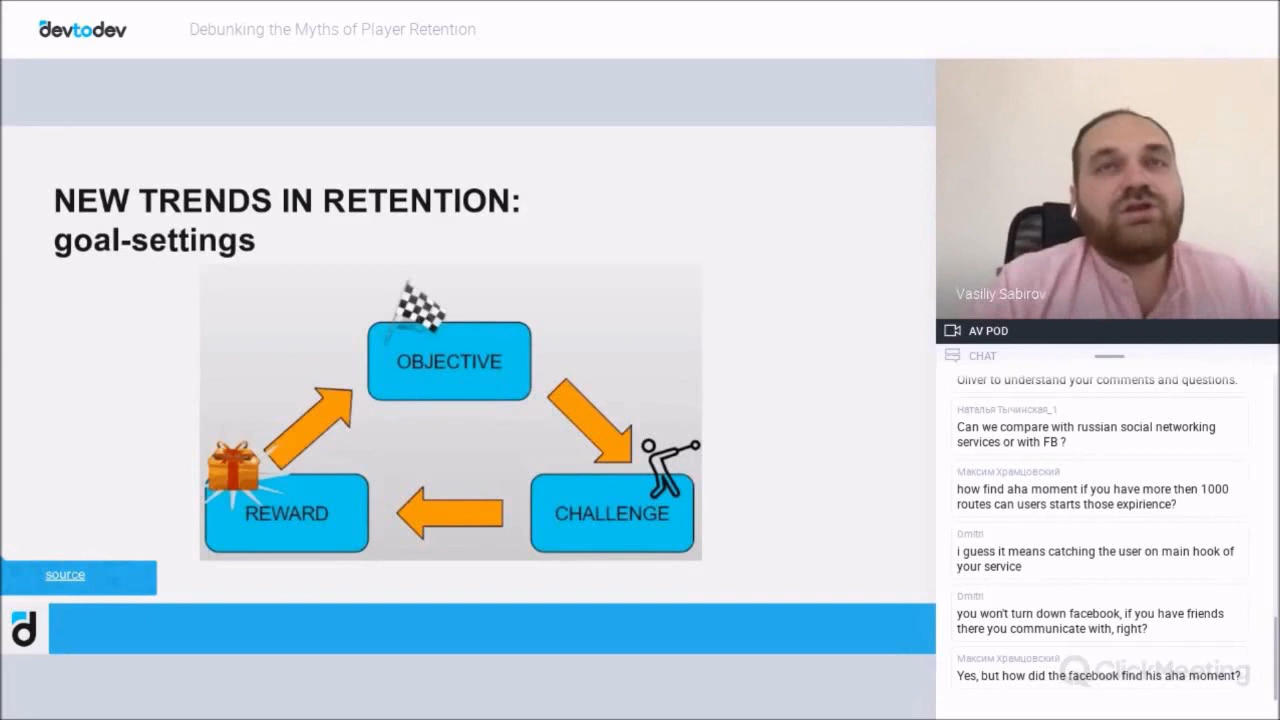 devtodev
Debunking the Myths of Player Retention
NEW TRENDS IN RETENTION:
goal-settings
OBJECTIVE
REWARD
CHALLENGE
source
d
Vasiliy Sabirov
AV POD
CHAT
Oliver to understand your comments and questions.
Наталья Тычинская_1
Can we compare with russian social networking
services or with FB ?
Максим Храмцовский
how find aha moment if you have more then 1000
routes can users starts those expirience?
Dmitri
i guess it means catching the user on main hook of
your service
Dmitri
you won't turn down facebook, if you have friends
there you communicate with, right?
Максим Храмцовский
Yes, but how did the facebook find his aha moment?
ClickMeeting